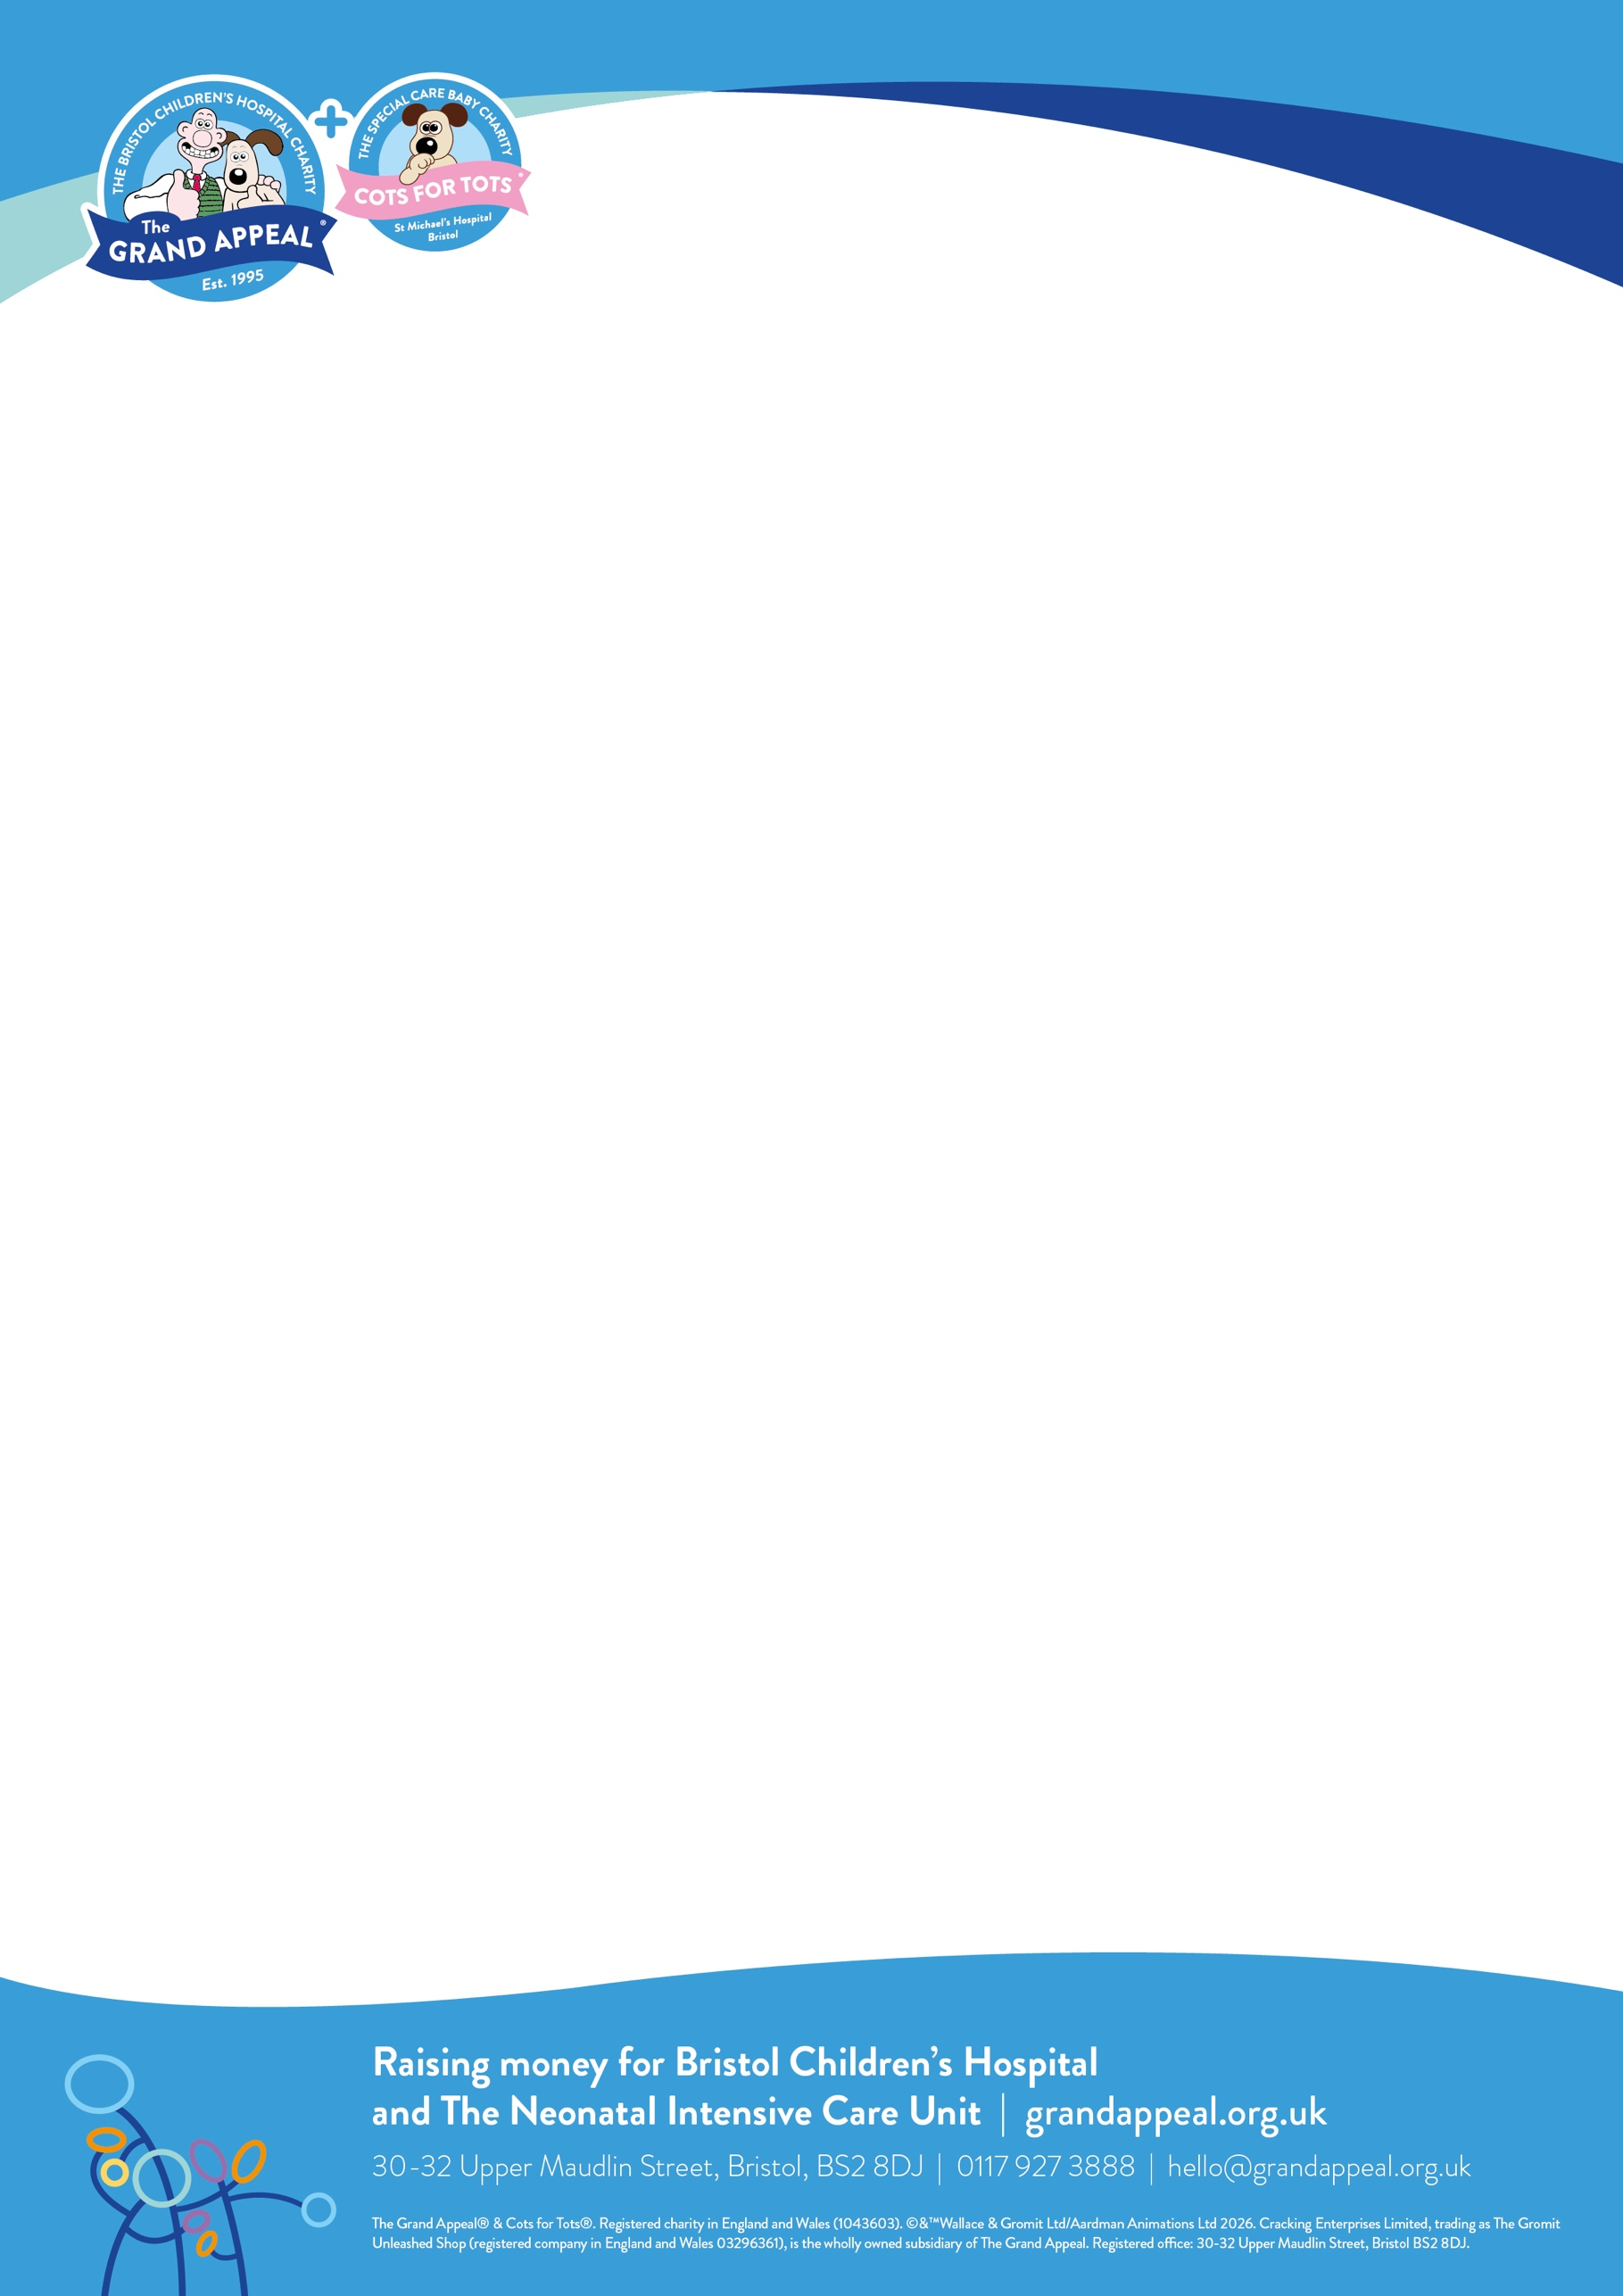 THE BRISTOL CHILDREN'S HOSPITAL CHARITY
The
GRAND APPEAL ®
Est. 1995
THE SPECIAL CARE BABY CHARITY
COTS FOR TOTS ®
St Michael's Hospital
Bristol
Raising money for Bristol Children’s Hospital
and The Neonatal Intensive Care Unit | grandappeal.org.uk
30-32 Upper Maudlin Street, Bristol, BS2 8DJ | 0117 927 3888 | hello@grandappeal.org.uk
The Grand Appeal® & Cots for Tots®. Registered charity in England and Wales (1043603). ©&™Wallace & Gromit Ltd/Aardman Animations Ltd 2026. Cracking Enterprises Limited, trading as The Gromit
Unleashed Shop (registered company in England and Wales 03296361), is the wholly owned subsidiary of The Grand Appeal. Registered office: 30-32 Upper Maudlin Street, Bristol BS2 8DJ.